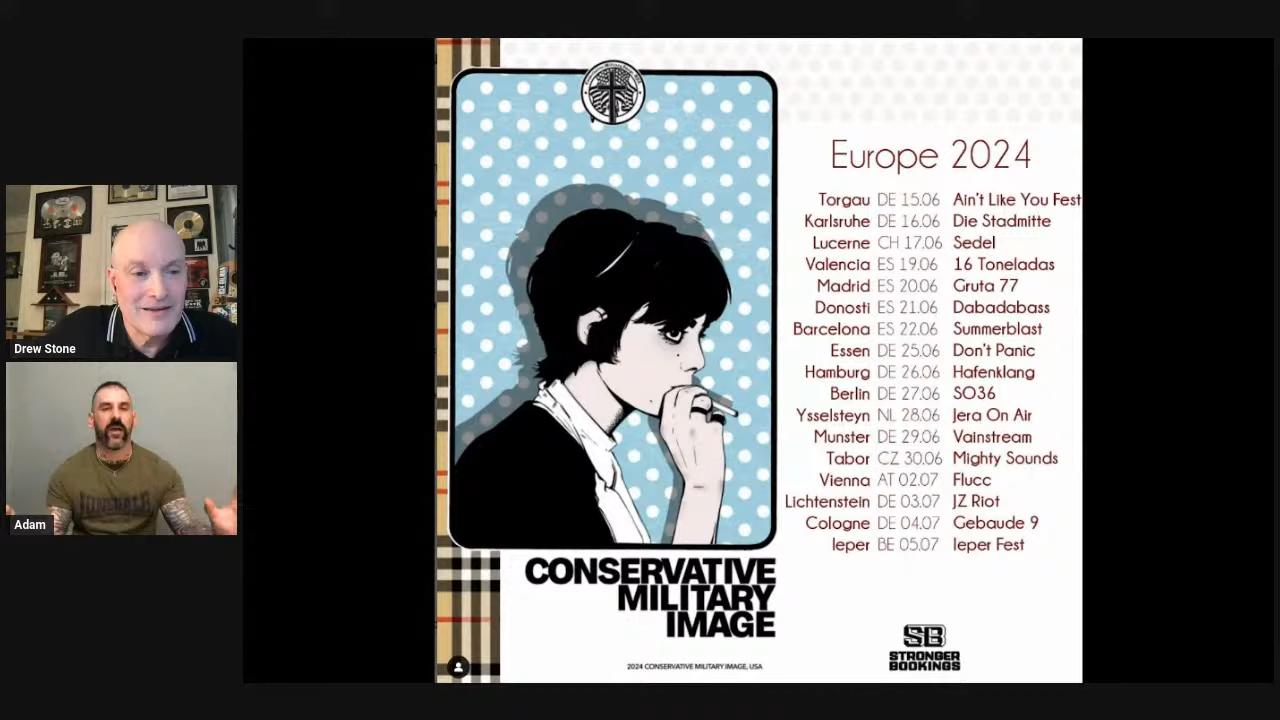 Europe 2024
Torgau DE 15.06 Ain't Like You Fest
Karlsruhe DE 16.06 Die Stadmitte
Lucerne CH 17.06 Sedel
Valencia ES 19.06 16 Toneladas
Madrid ES 20.06 Gruta 77
Donosti ES 21.06 Dabadabass
Barcelona ES 22.06 Summerblast
Essen DE 25.06 Don't Panic
Hamburg DE 26.06 Hafenklang
Berlin DE 27.06 SO36
Ysselsteyn NL 28.06 Jera On Air
Munster DE 29.06 Vainstream
Tabor CZ 30.06 Mighty Sounds
Vienna AT 02.07 Flucc
Lichtenstein DE 03.07 JZ Riot
Cologne DE 04.07 Gebaude 9
Ieper BE 05.07 Ieper Fest
CONSERVATIVE
MILITARY
IMAGE
2024 CONSERVATIVE MILITARY IMAGE, USA
SB
STRONGER
BOOKINGS
Drew Stone
Adam